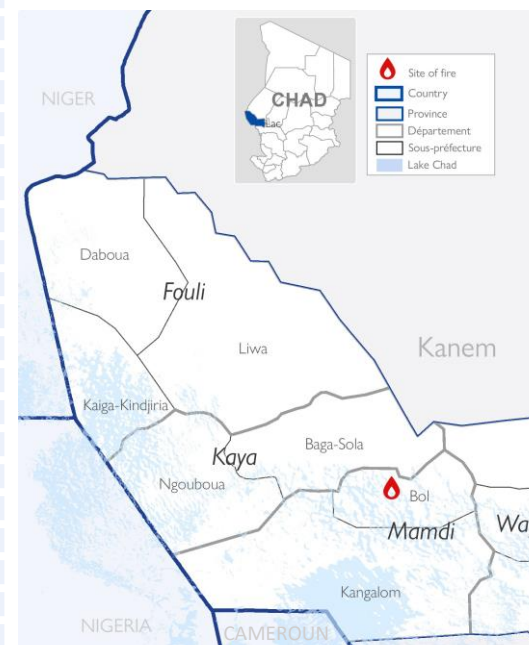 NIGER
CHAD
Lac
Site of fire
Country
Province
Département
Sous-préfecture
Lake Chad
Daboua
Fouli
Liwa
Kanem
Kaiga-Kindjiria
Baga-Sola
Kaya
Ngouboua
Bol
Mamdi
Wa
Kangalom
NIGERIA
CAMEROUN